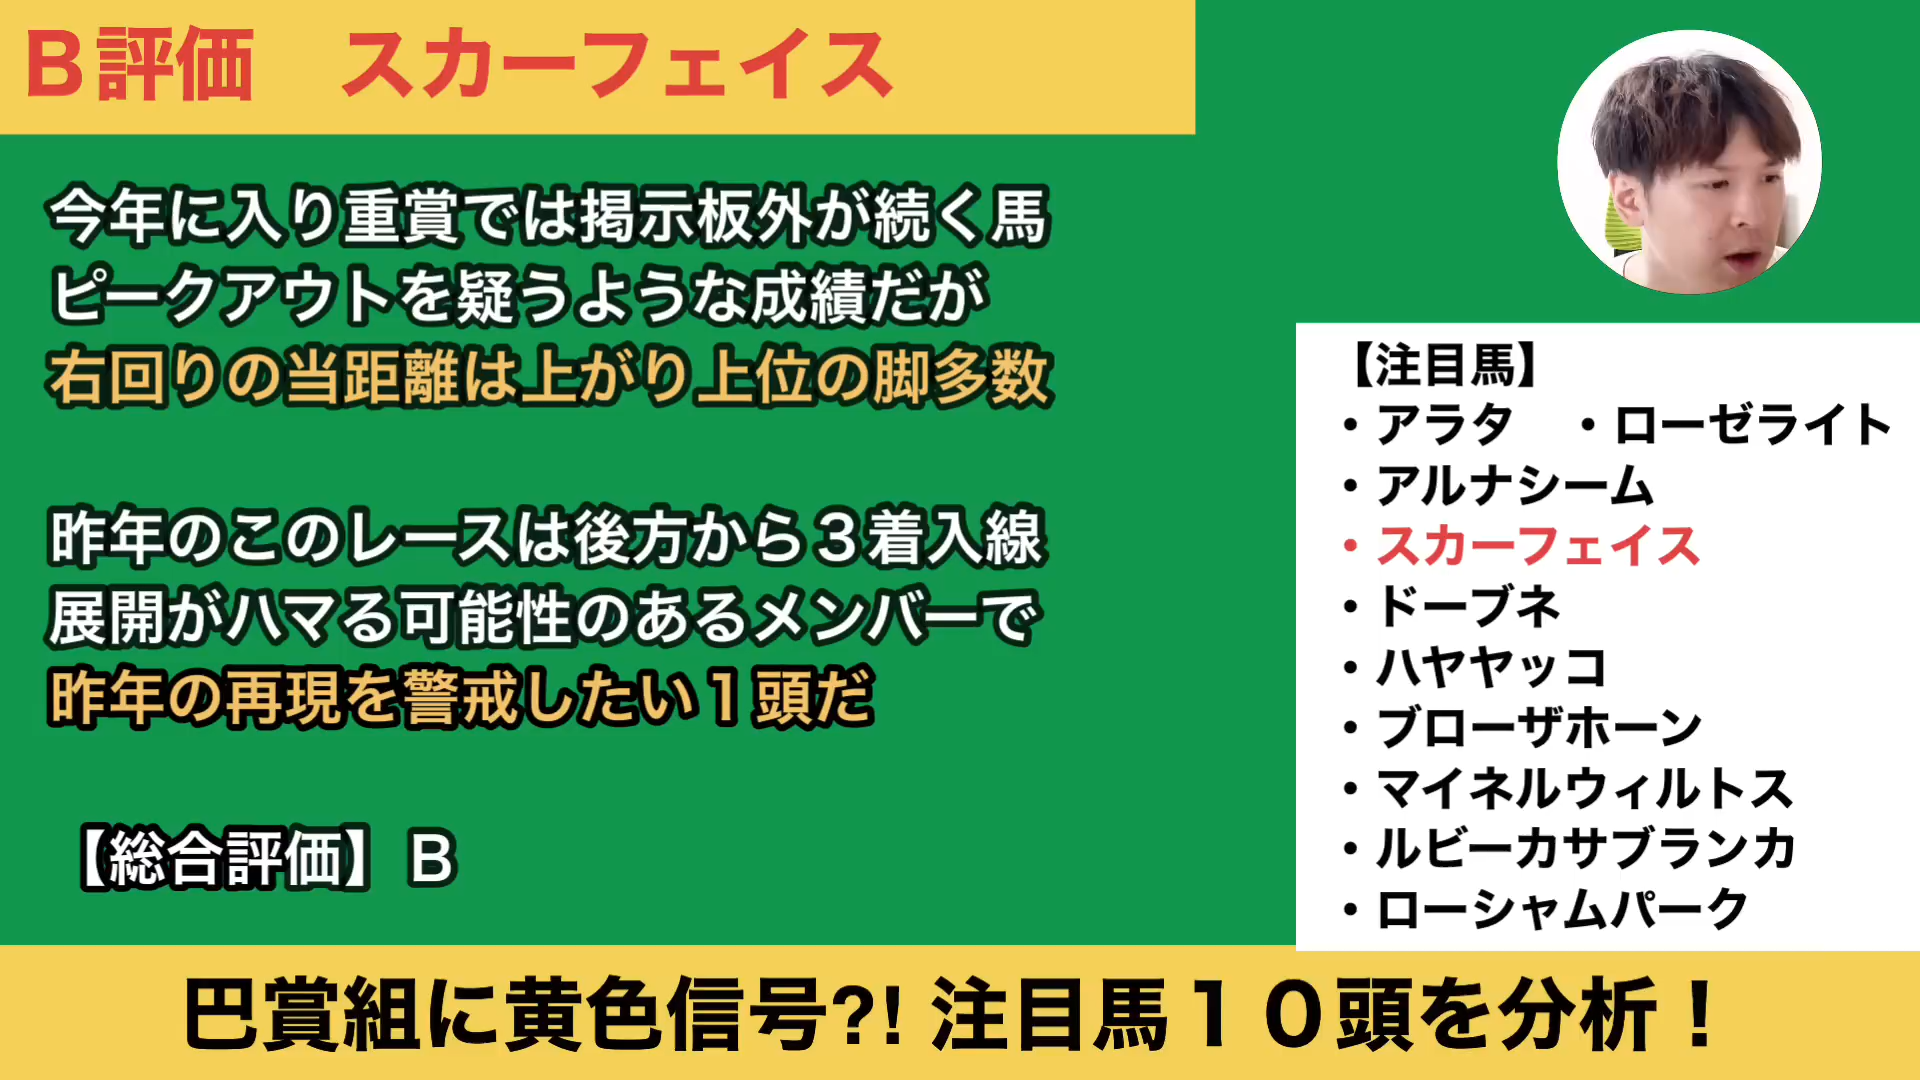 B評価　スカーフェイス
今年に入り重賞では掲示板外が続く馬
ピークアウトを疑うような成績だが
右回りの当距離は上がり上位の脚多数
昨年のこのレースは後方から３着入線
展開がハマる可能性のあるメンバーで
昨年の再現を警戒したい１頭だ
【総合評価】B
【注目馬】
・アラタ　・ローゼライト
・アルナシーム
・スカーフェイス
・ドーブネ
・ハヤヤッコ
・ブローザホーン
・マイネルウィルトス
・ルビーカサブランカ
・ローシャムパーク
巴賞組に黄色信号?! 注目馬１０頭を分析！